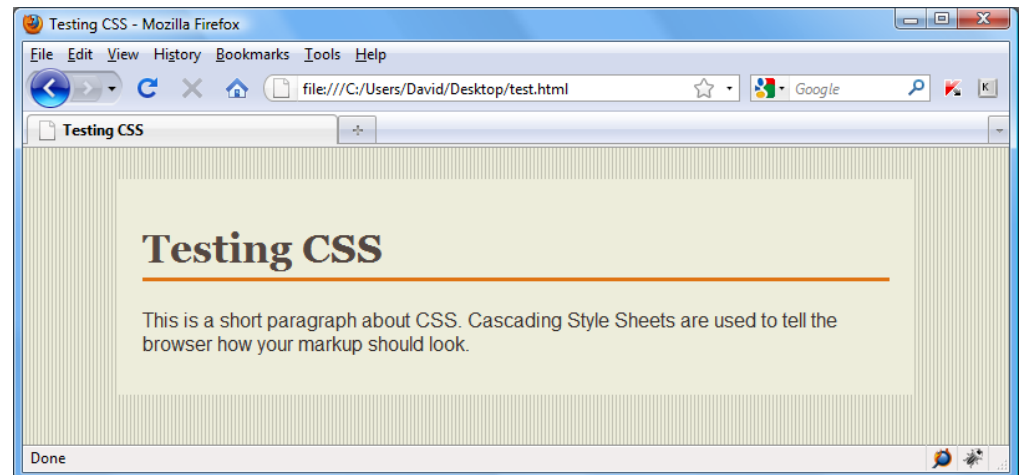 Testing CSS - Mozilla Firefox
File Edit View History Bookmarks Tools Help
file:///C:/Users/David/Desktop/test.html
Google
K
K
Testing CSS
Testing CSS
This is a short paragraph about CSS. Cascading Style Sheets are used to tell the
browser how your markup should look.
Done